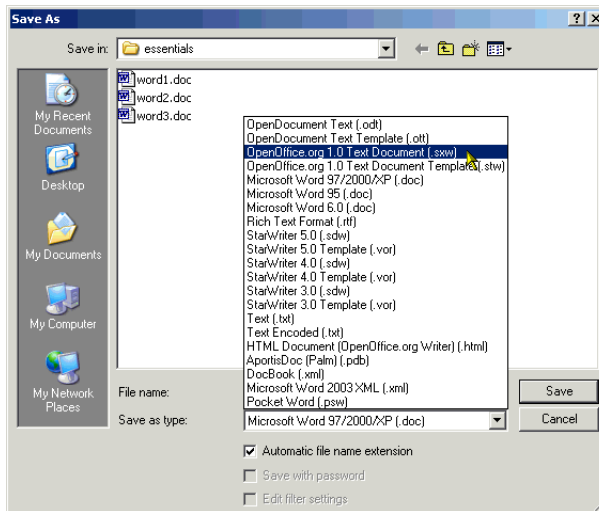 Save As
Save in:
essentials
word1.doc
word2.doc
word3.doc
My Recent
Documents
Desktop
My Documents
My Computer
My Network
Places
OpenDocument Text (.odt)
OpenDocument Text Template (.ott)
OpenOffice.org 1.0 Text Document (.sxw)
OpenOffice.org 1.0 Text Document Template (.stw)
Microsoft Word 97/2000/XP (.doc)
Microsoft Word 95 (.doc)
Microsoft Word 6.0 (.doc)
Rich Text Format (.rtf)
StarWriter 5.0 (.sdw)
StarWriter 5.0 Template (.vor)
StarWriter 4.0 (.sdw)
StarWriter 4.0 Template (.vor)
StarWriter 3.0 (.sdw)
StarWriter 3.0 Template (.vor)
Text (.txt)
Text Encoded (.txt)
HTML Document (OpenOffice.org Writer) (.html)
AportisDoc (Palm) (.pdb)
DocBook (.xml)
Microsoft Word 2003 XML (.xml)
Pocket Word (.psw)
File name:
Save
Save as type:
Microsoft Word 97/2000/XP (.doc)
Cancel
Automatic file name extension
Save with password
Edit filter settings